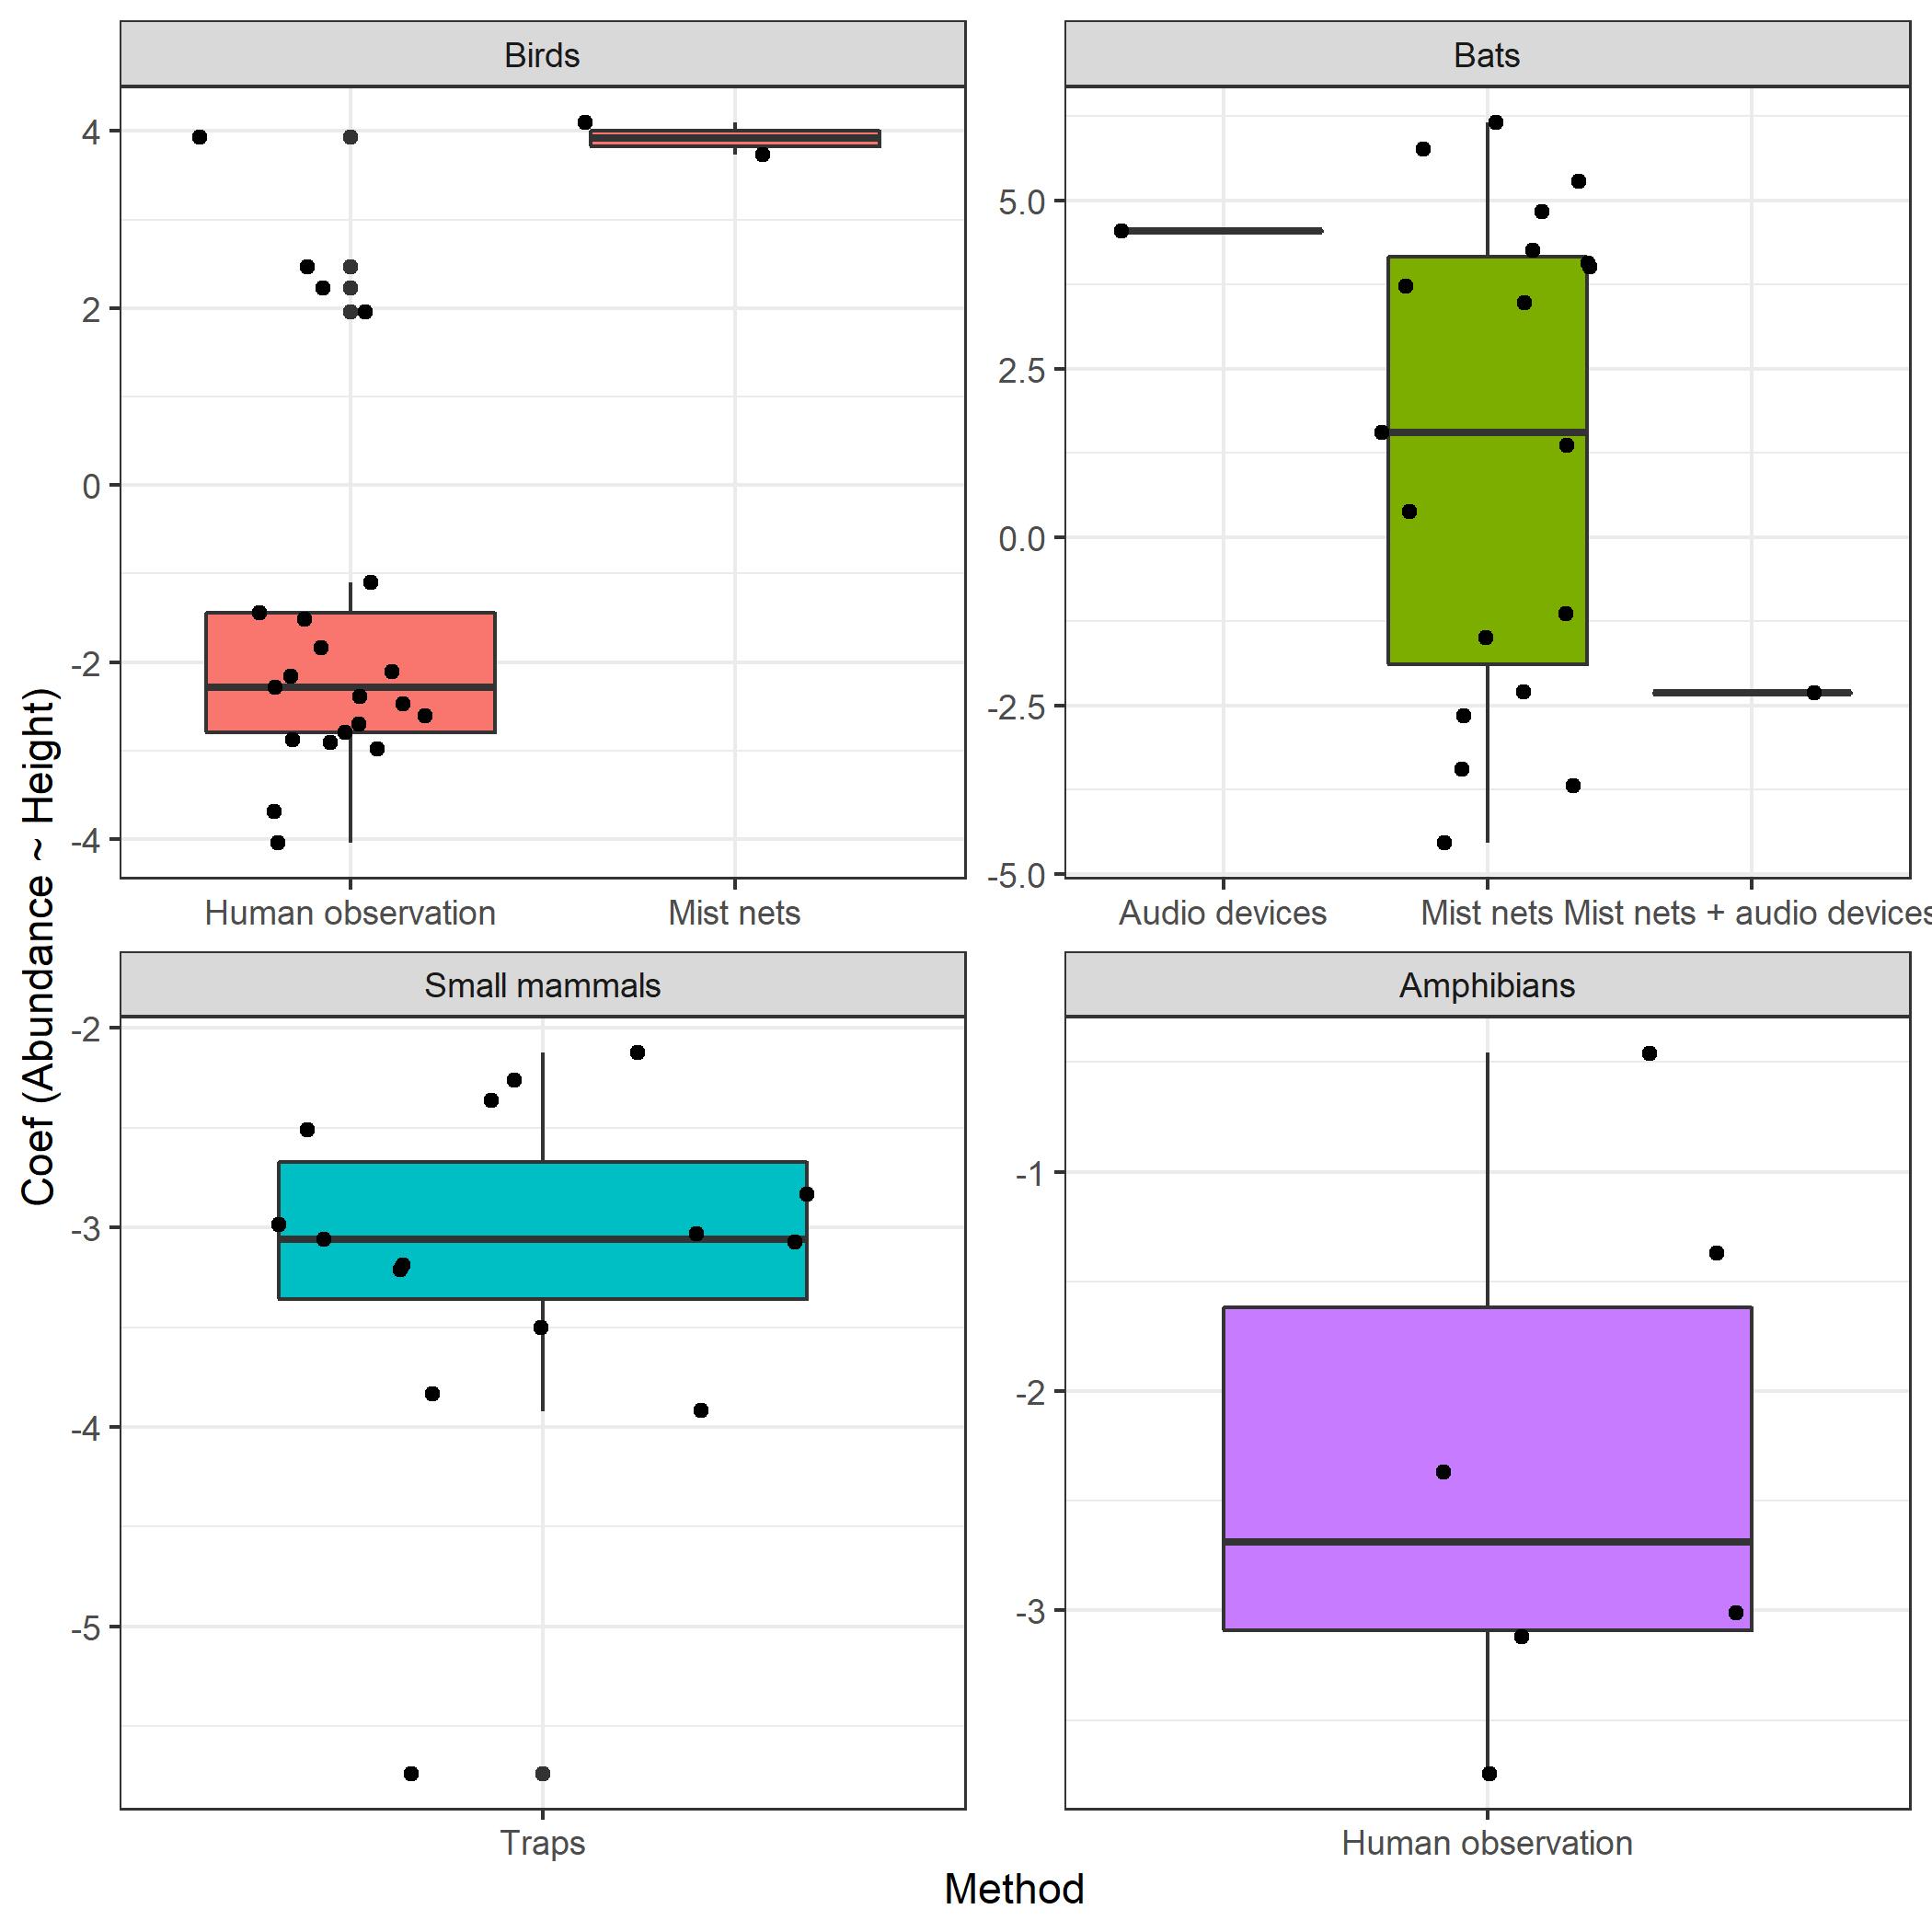 Birds
Bats
4
2
0
-2
-4
5.0
2.5
0.0
-2.5
-5.0
Human observation
Mist nets
Audio devices
Mist nets
Mist nets + audio devices
Coef (Abundance ~ Height)
Small mammals
Amphibians
-2
-3
-4
-5
-1
-2
-3
Traps
Human observation
Method